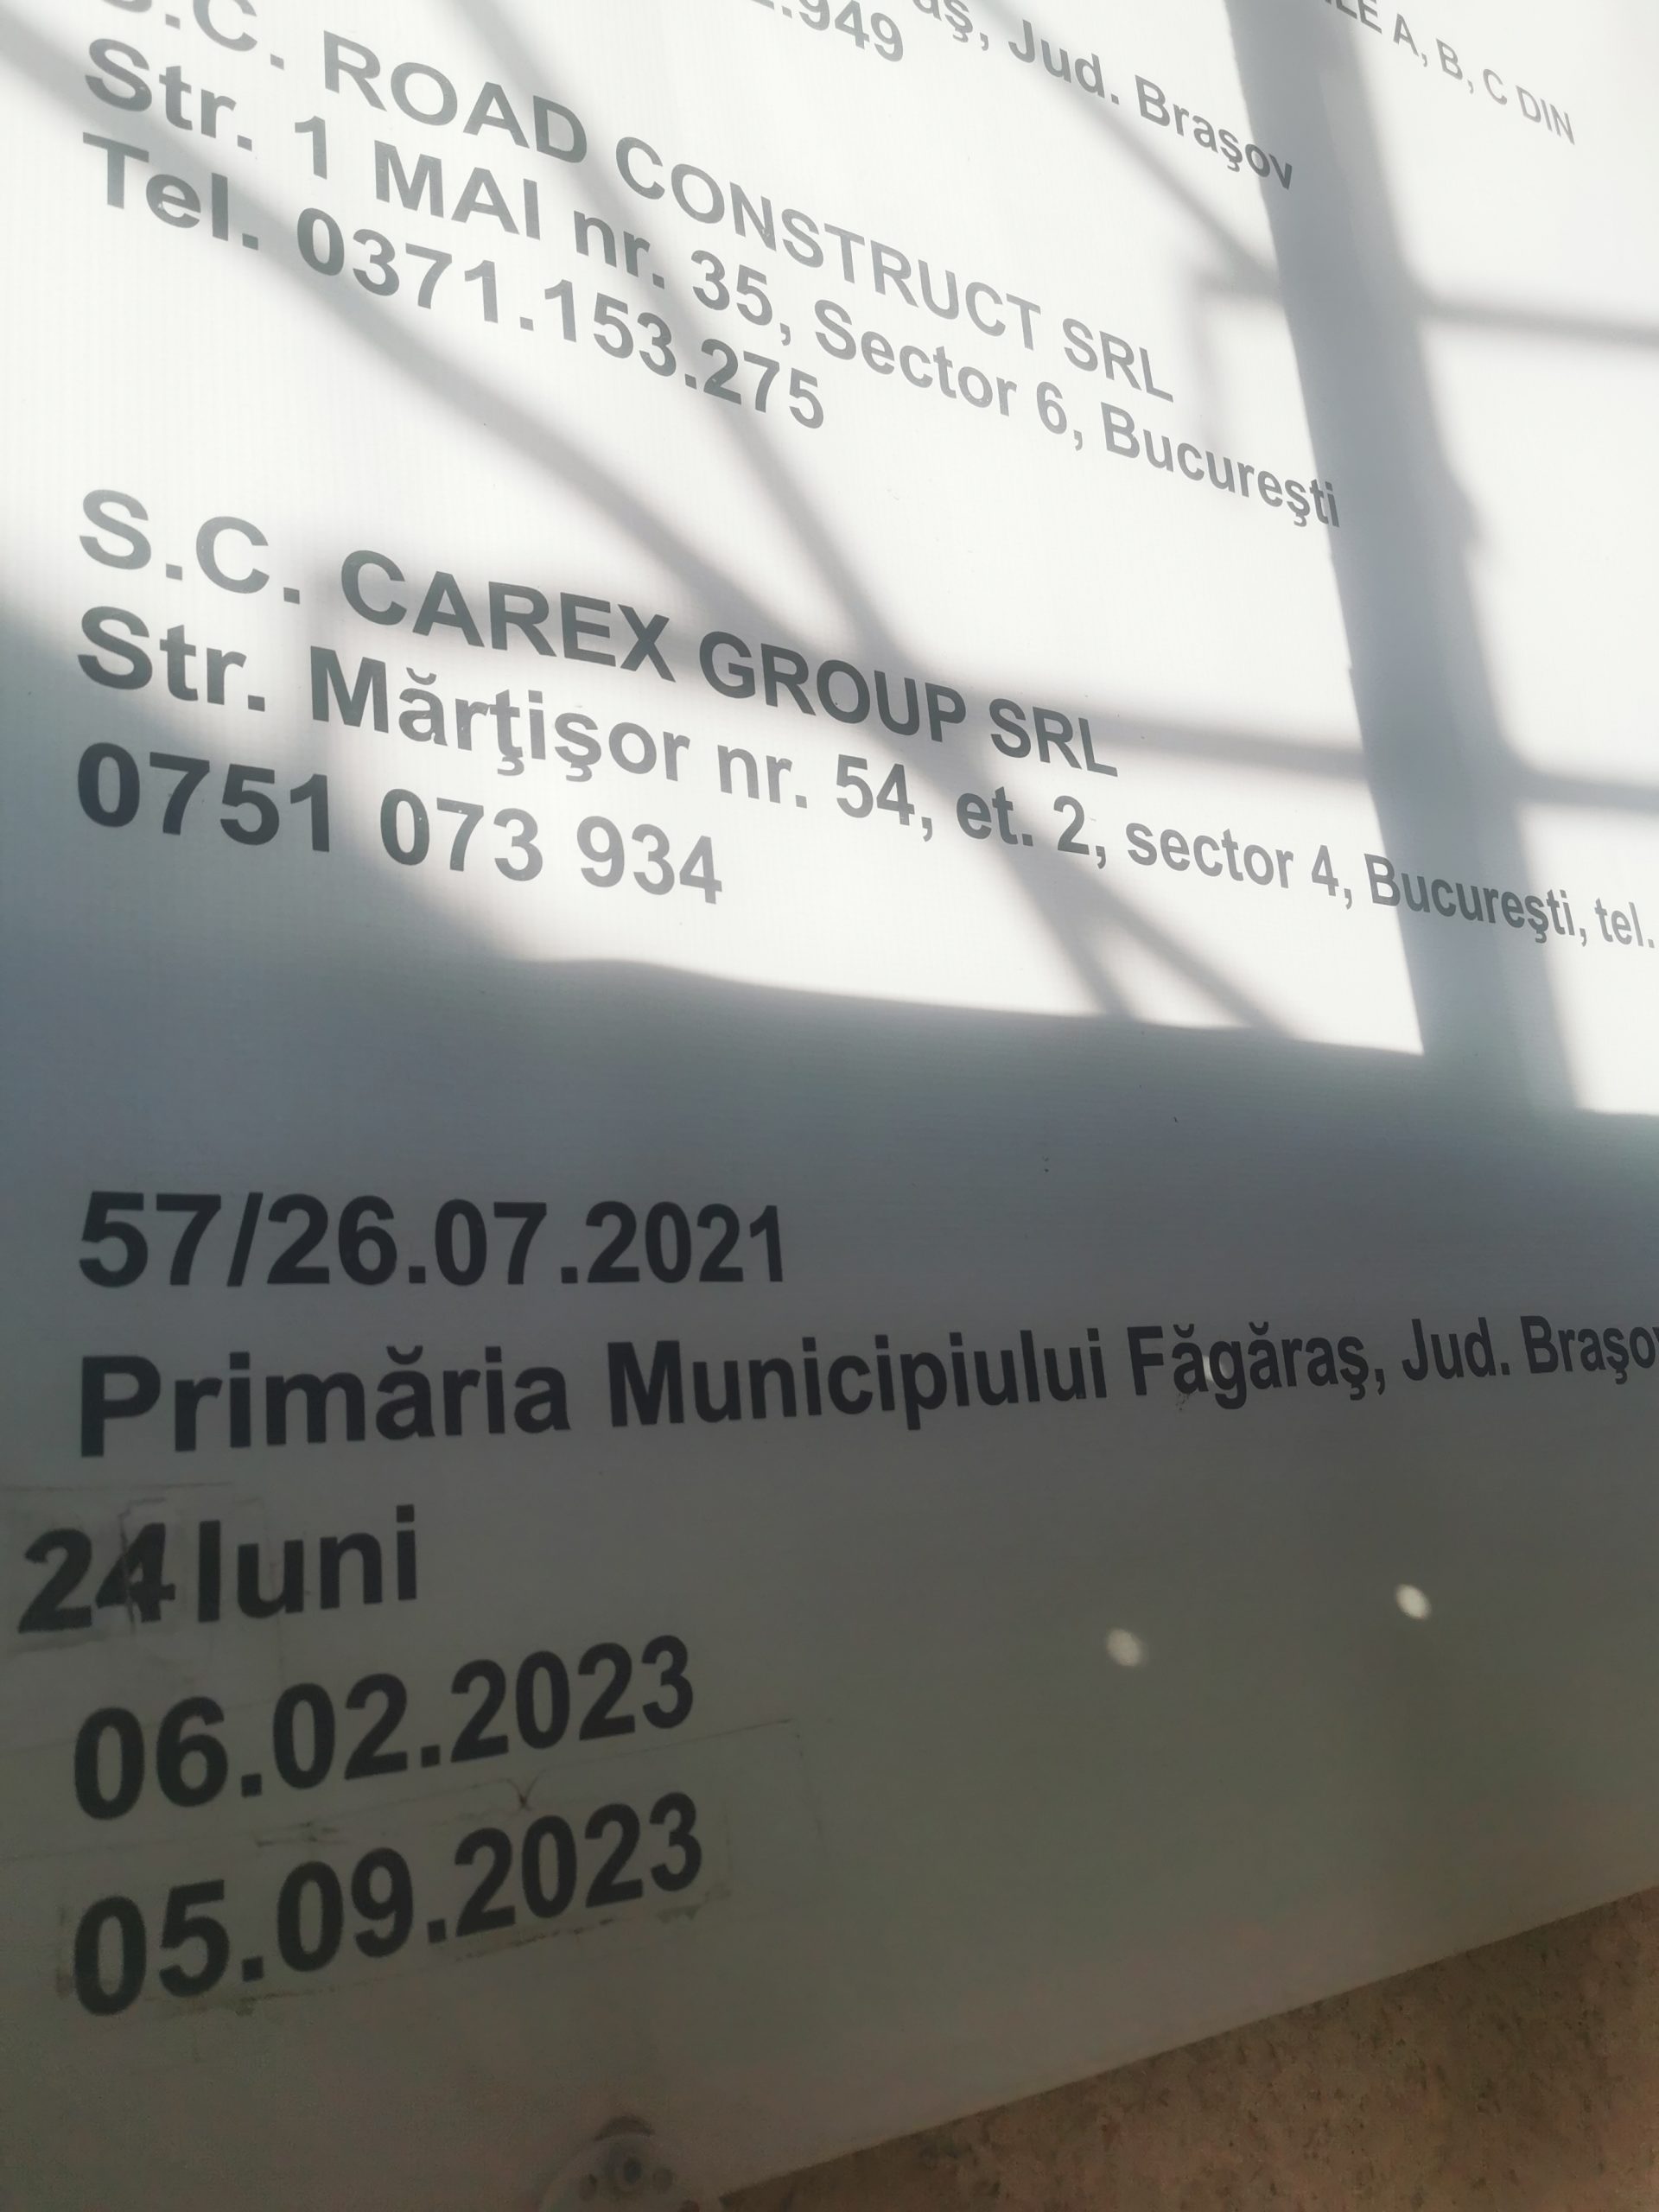 .949
ş, Jud. Braşov
A, B, C DIN
S.C. ROAD CONSTRUCT SRL
Str. 1 MAI nr. 35, Sector 6, Bucureşti
Tel. 0371.153.275
S.C. CAREX GROUP SRL
Str. Mărţişor nr. 54, et. 2, sector 4, Bucureşti, tel.
0751 073 934
57/26.07.2021
Primăria Municipiului Făgăraş, Jud. Braşov
24 luni
06.02.2023
05.09.2023